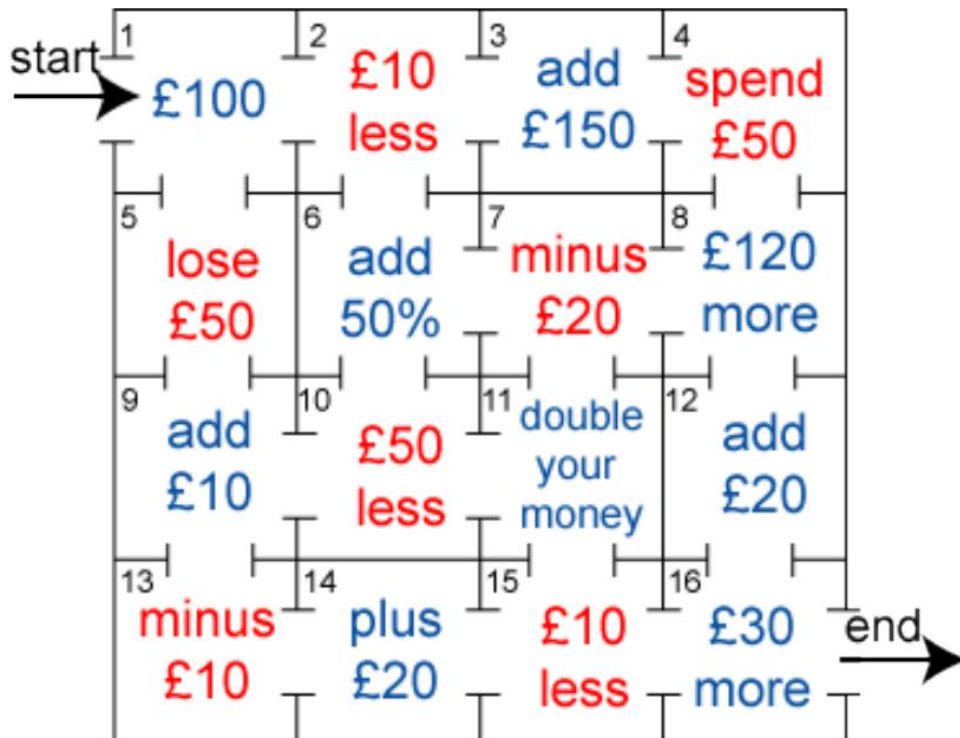 1
start
£100
2
£10
less
3
add
£150
4
spend
£50
5
lose
£50
6
add
50%
7
minus
£20
8
£120
more
9
add
£10
10
£50
less
11
double
your
money
12
add
£20
13
minus
£10
14
plus
£20
15
£10
less
16
£30
more
end